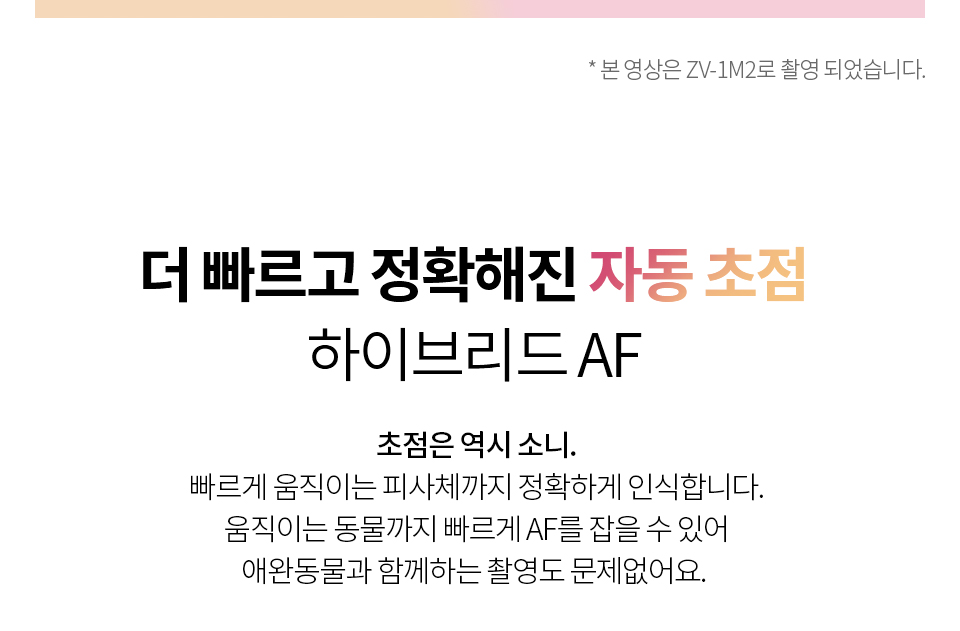 * 본 영상은 ZV-1M2로 촬영 되었습니다.
더 빠르고 정확해진 자동 초점
하이브리드 AF
초점은 역시 소니.
빠르게 움직이는 피사체까지 정확하게 인식합니다.
움직이는 동물까지 빠르게 AF를 잡을 수 있어
애완동물과 함께하는 촬영도 문제없어요.